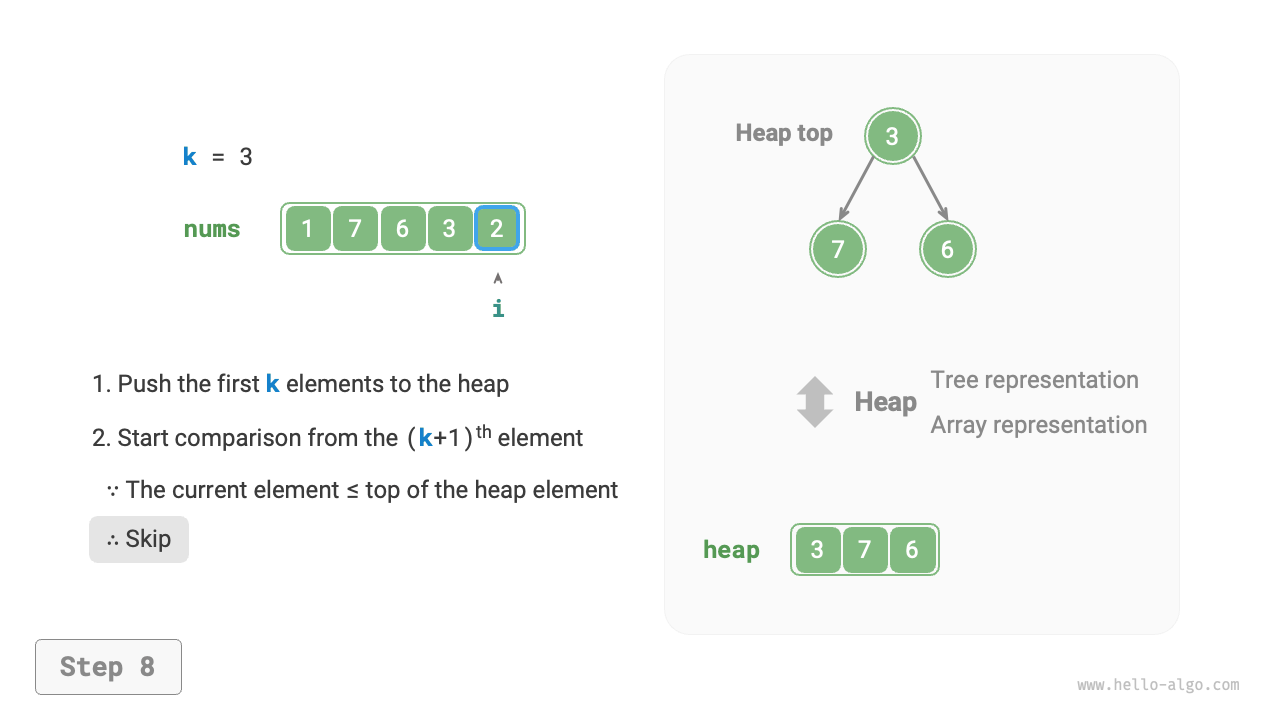 k = 3
nums 1 7 6 3 2
i
1. Push the first k elements to the heap
2. Start comparison from the (k+1)th element
∵ The current element ≤ top of the heap element
∴ Skip
Step 8
Heap top
3
7 6
Heap
Tree representation
Array representation
heap 3 7 6
www.hello-algo.com